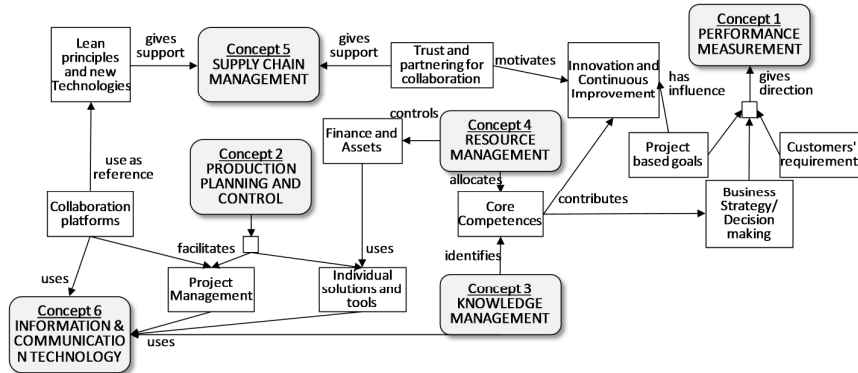 Lean
principles
and new
Technologies
gives
support
Concept 5
SUPPLY CHAIN
MANAGEMENT
gives
support
Trust and
partnering for
collaboration
motivates
Innovation and
Continuous
Improvement
Concept 1
PERFORMANCE
MEASUREMENT
has
influence
gives
direction
controls
Finance and
Assets
Concept 4
RESOURCE
MANAGEMENT
Project
based goals
Customers'
requirement
use as
reference
Concept 2
PRODUCTION
PLANNING AND
CONTROL
allocates
Collaboration
platforms
Core
Competences
contributes
Business
Strategy/
Decision
making
facilitates
uses
identifies
uses
Project
Management
Individual
solutions and
tools
Concept 3
KNOWLEDGE
MANAGEMENT
Concept 6
INFORMATION &
COMMUNICATIO
N TECHNOLOGY
uses